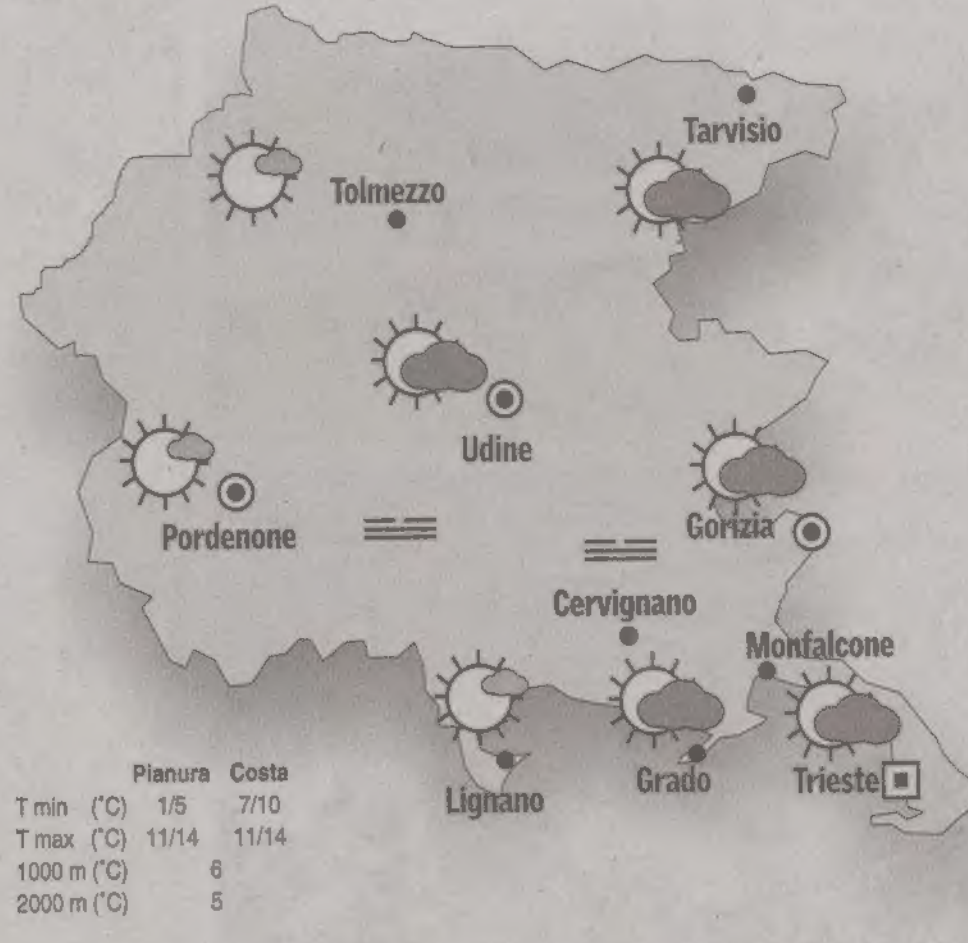 Tarvisio
Tolmezzo
Udine
Pordenone
Gorizia
Cervignano
Monfalcone
Lignano
Grado
Trieste
Pianura Costa
T min (°C) 1/5 7/10
T max (°C) 11/14 11/14
1000 m (°C) 6
2000 m (°C) 5